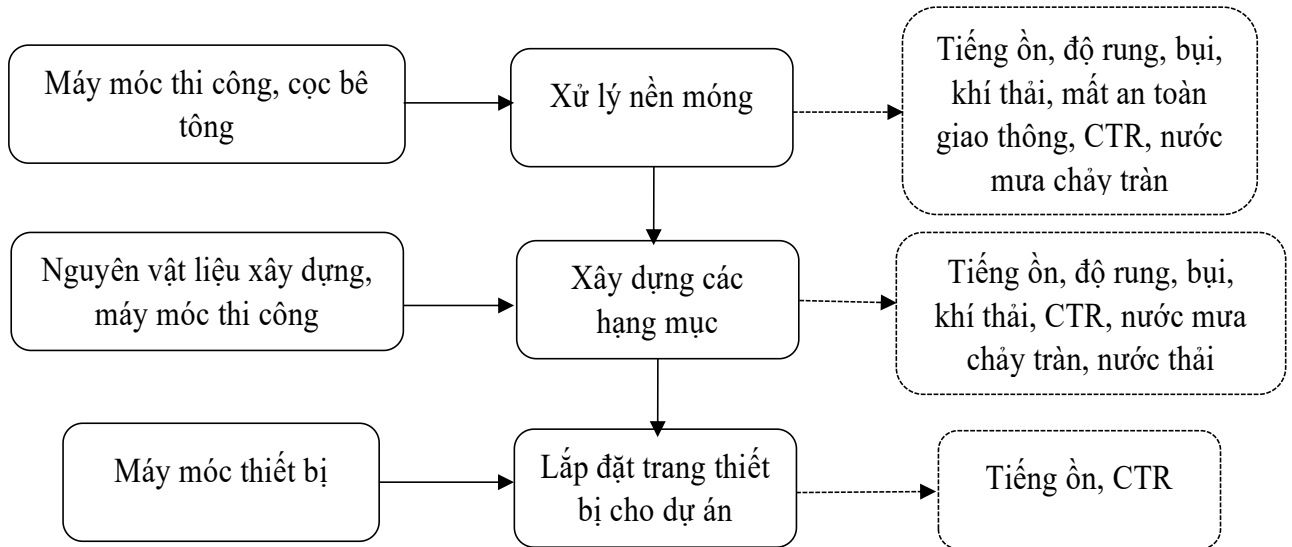 Máy móc thi công, cọc bê
tông
Xử lý nền móng
Tiếng ồn, độ rung, bụi,
khí thải, mất an toàn
giao thông, CTR, nước
mưa chảy tràn
Nguyên vật liệu xây dựng,
máy móc thi công
Xây dựng các
hạng mục
Tiếng ồn, độ rung, bụi,
khí thải, CTR, nước mưa
chảy tràn, nước thải
Máy móc thiết bị
Lắp đặt trang thiết
bị cho dự án
Tiếng ồn, CTR